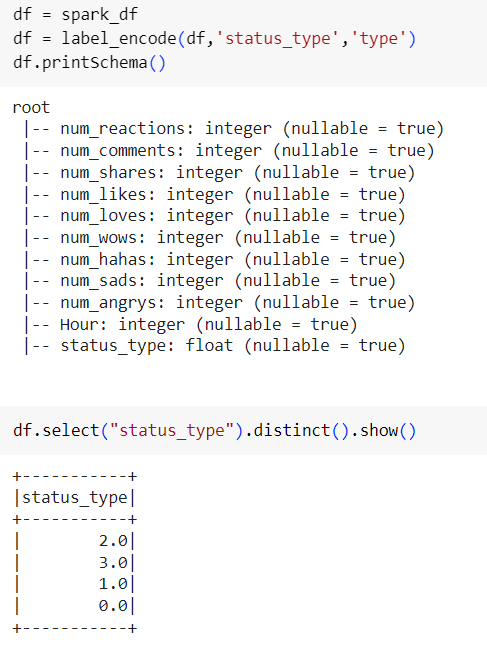 df = spark_df
df = label_encode(df,'status_type','type')
df.printSchema()
root
 |-- num_reactions: integer (nullable = true)
 |-- num_comments: integer (nullable = true)
 |-- num_shares: integer (nullable = true)
 |-- num_likes: integer (nullable = true)
 |-- num_loves: integer (nullable = true)
 |-- num_wows: integer (nullable = true)
 |-- num_hahas: integer (nullable = true)
 |-- num_sads: integer (nullable = true)
 |-- num_angrys: integer (nullable = true)
 |-- Hour: integer (nullable = true)
 |-- status_type: float (nullable = true)
df.select("status_type").distinct().show()
+-----------+
|status_type|
+-----------+
|        2.0|
|        3.0|
|        1.0|
|        0.0|
+-----------+